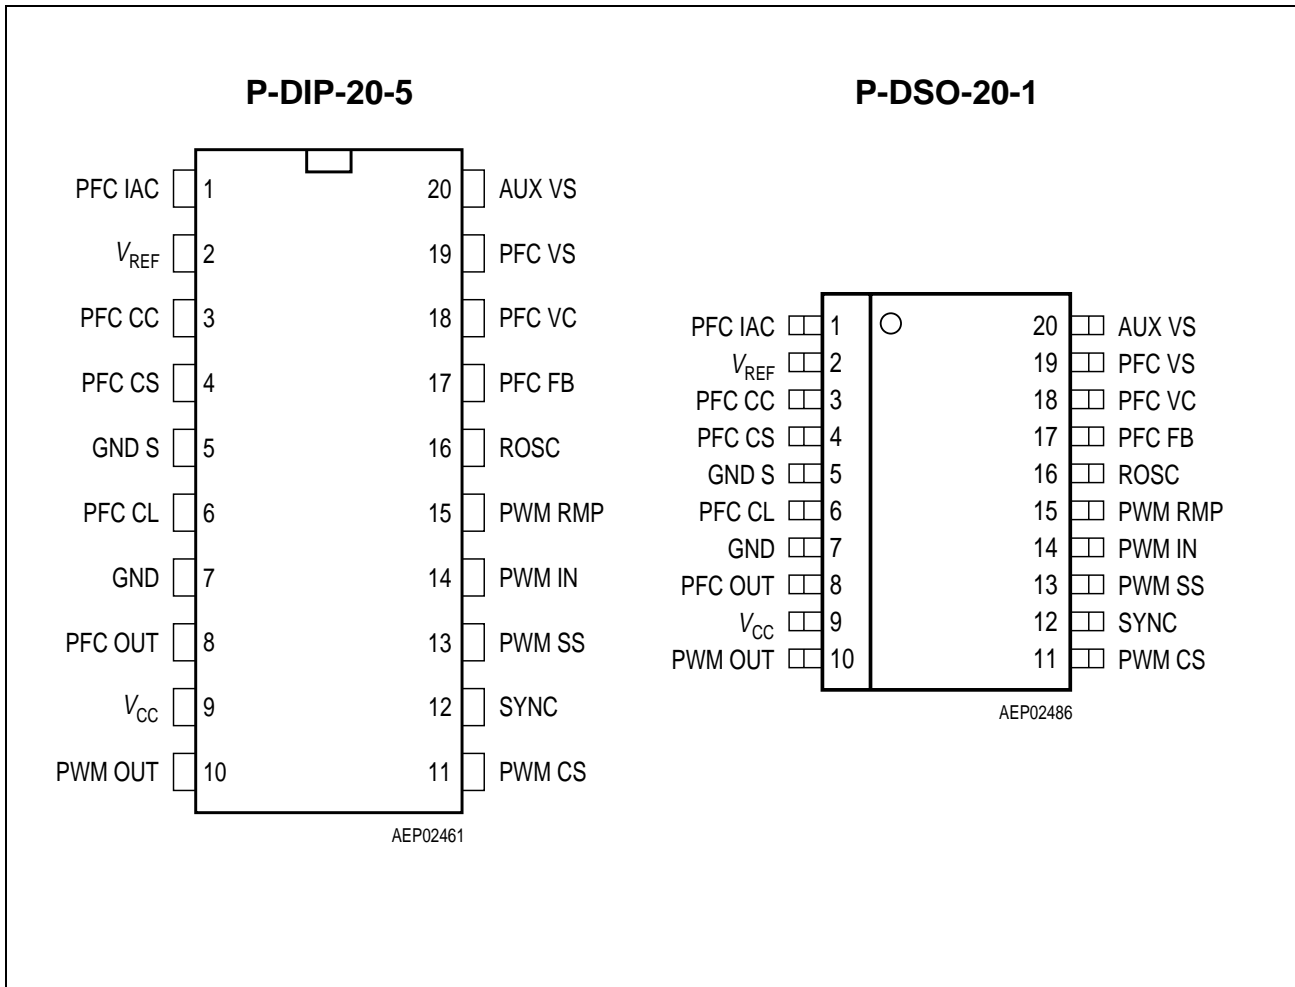 P-DIP-20-5
PFC IAC 1 20 AUX VS
VREF 2 19 PFC VS
PFC CC 3 18 PFC VC
PFC CS 4 17 PFC FB
GND S 5 16 ROSC
PFC CL 6 15 PWM RMP
GND 7 14 PWM IN
PFC OUT 8 13 PWM SS
VCC 9 12 SYNC
PWM OUT 10 11 PWM CS
AEP02461
P-DSO-20-1
PFC IAC 1 20 AUX VS
VREF 2 19 PFC VS
PFC CC 3 18 PFC VC
PFC CS 4 17 PFC FB
GND S 5 16 ROSC
PFC CL 6 15 PWM RMP
GND 7 14 PWM IN
PFC OUT 8 13 PWM SS
VCC 9 12 SYNC
PWM OUT 10 11 PWM CS
AEP02486